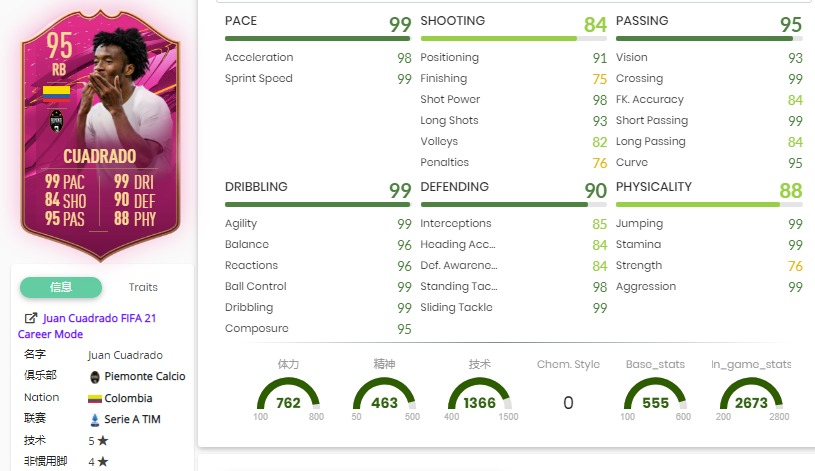 95
RB
CUADRADO
99 PAC 99 DRI
84 SHO 90 DEF
95 PAS 88 PHY
信息 Traits
Juan Cuadrado FIFA 21
Career Mode
名字 Juan Cuadrado
俱乐部 Piemonte Calcio
Nation Colombia
联赛 Serie A TIM
技术 5 ★
非惯用脚 4 ★
PACE 99 SHOOTING 84 PASSING 95
Acceleration 98 Positioning 91 Vision 93
Sprint Speed 99 Finishing 75 Crossing 99
Shot Power 98 FK. Accuracy 84
Long Shots 93 Short Passing 99
Volleys 82 Long Passing 84
Penalties 76 Curve 95
DRIBBLING 99 DEFENDING 90 PHYSICALITY 88
Agility 99 Interceptions 85 Jumping 99
Balance 96 Heading Acc... 84 Stamina 99
Reactions 96 Def. Awarene... 84 Strength 76
Ball Control 99 Standing Tac... 98 Aggression 99
Dribbling 99 Sliding Tackle 99
Composure 95
体力 精神 技术 Chem. Style Base_stats In_game_stats
762 463 1366 0 555 2673
100 800 50 500 400 1500 100 600 200 2800